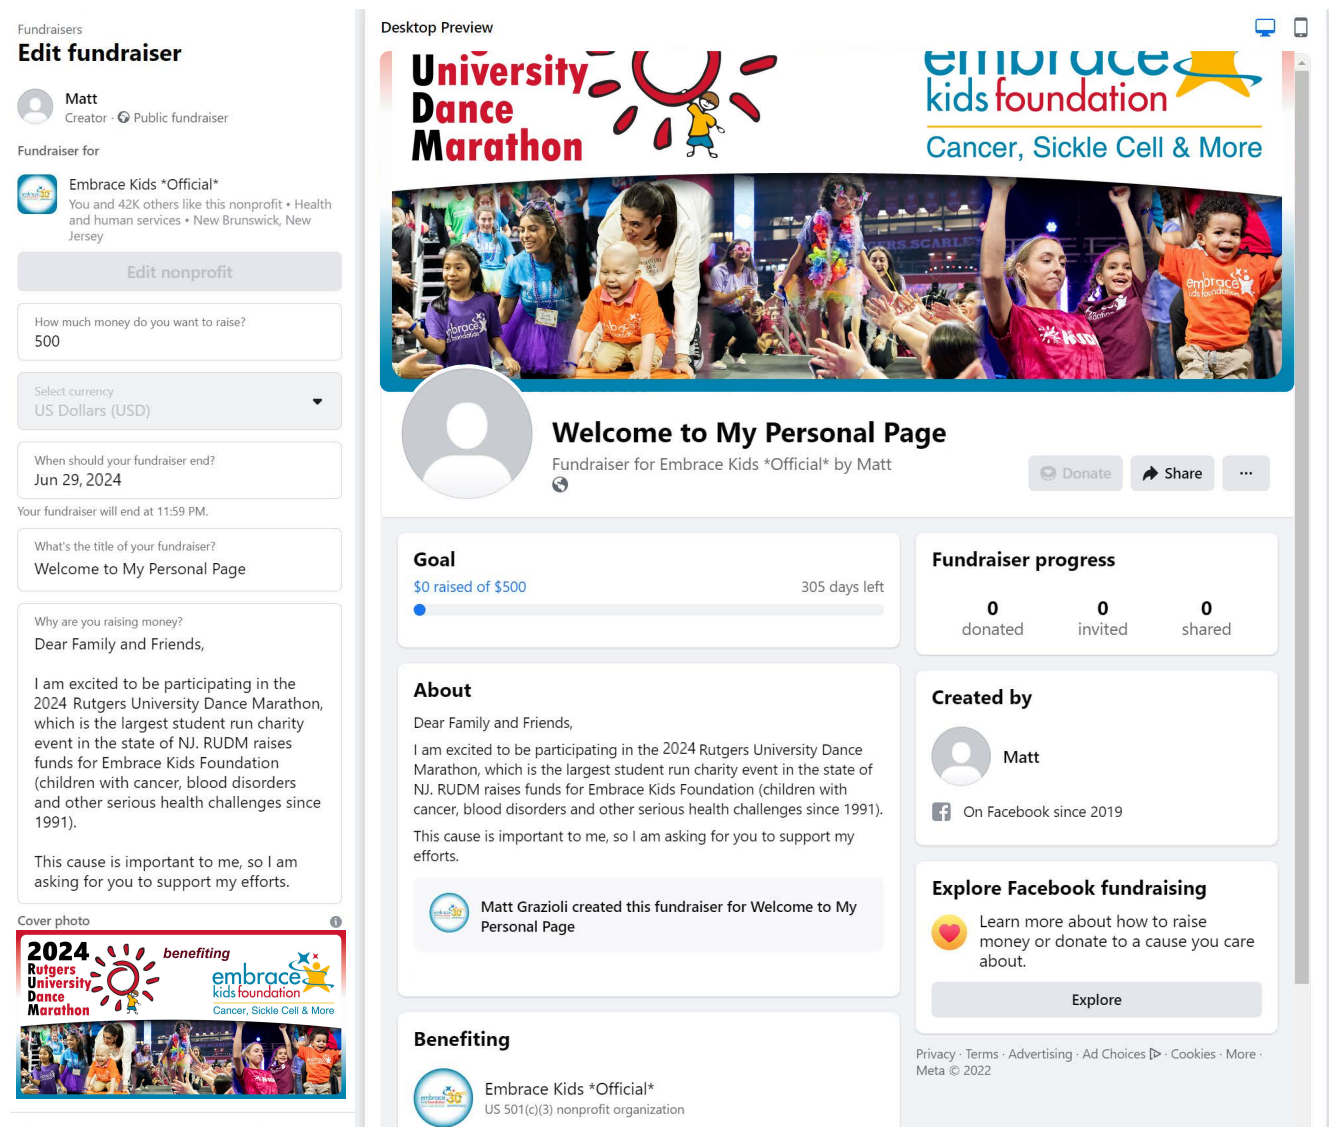 Fundraisers
Edit fundraiser
Matt
Creator · Public fundraiser
Fundraiser for
Embrace Kids *Official*
You and 42K others like this nonprofit • Health
and human services • New Brunswick, New
Jersey
Edit nonprofit
How much money do you want to raise?
500
Select currency
US Dollars (USD)
When should your fundraiser end?
Jun 29, 2024
Your fundraiser will end at 11:59 PM.
What's the title of your fundraiser?
Welcome to My Personal Page
Why are you raising money?
Dear Family and Friends,
I am excited to be participating in the
2024 Rutgers University Dance Marathon,
which is the largest student run charity
event in the state of NJ. RUDM raises
funds for Embrace Kids Foundation
(children with cancer, blood disorders
and other serious health challenges since
1991).
This cause is important to me, so I am
asking for you to support my efforts.
Cover photo
2024
Rutgers
University
Dance
Marathon
benefiting
embrace
kids foundation
Cancer, Sickle Cell & More
Desktop Preview
University
Dance
Marathon
embrace
kids foundation
Cancer, Sickle Cell & More
Welcome to My Personal Page
Fundraiser for Embrace Kids *Official* by Matt
Donate
Share
...
Goal
$0 raised of $500
305 days left
About
Dear Family and Friends,
I am excited to be participating in the 2024 Rutgers University Dance
Marathon, which is the largest student run charity event in the state of
NJ. RUDM raises funds for Embrace Kids Foundation (children with
cancer, blood disorders and other serious health challenges since 1991).
This cause is important to me, so I am asking for you to support my
efforts.
Matt Grazioli created this fundraiser for Welcome to My
Personal Page
Benefiting
Embrace Kids *Official*
US 501(c)(3) nonprofit organization
Fundraiser progress
0 donated
0 invited
0 shared
Created by
Matt
On Facebook since 2019
Explore Facebook fundraising
Learn more about how to raise
money or donate to a cause you care
about.
Explore
Privacy · Terms · Advertising · Ad Choices · Cookies · More ·
Meta © 2022